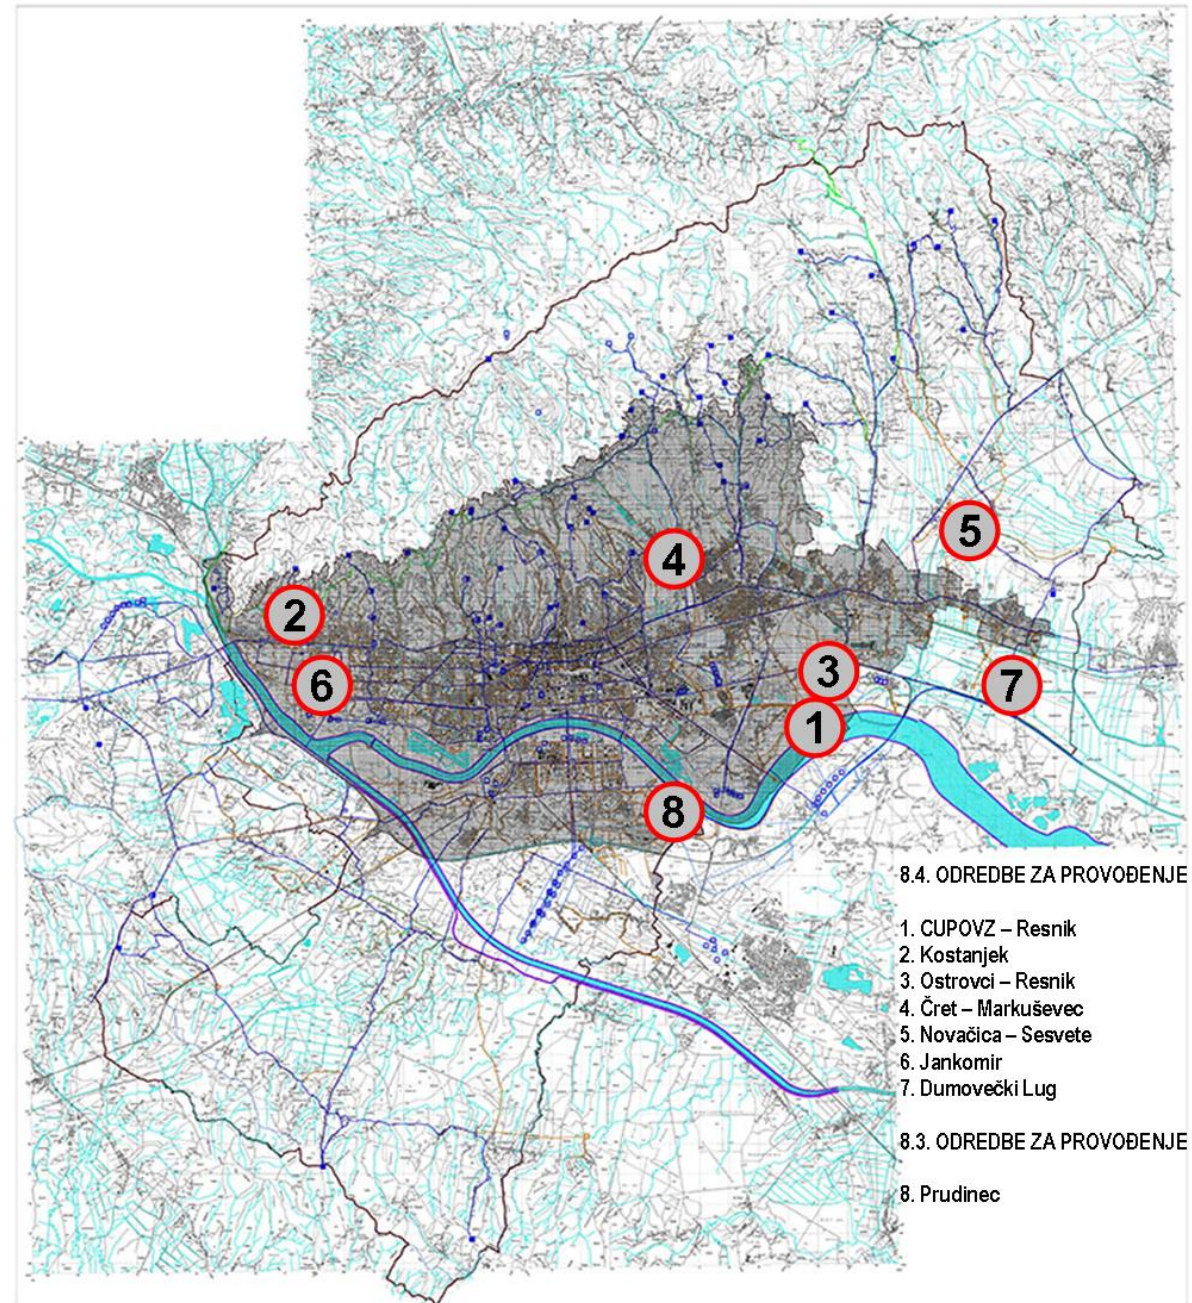 2
4
5
6
3
7
1
8
8.4. ODREDBE ZA PROVOĐENJE
1. CUPOVZ – Resnik
2. Kostanjek
3. Ostrovci – Resnik
4. Čret – Markuševec
5. Novačica – Sesvete
6. Jankomir
7. Dumovečki Lug
8.3. ODREDBE ZA PROVOĐENJE
8. Prudinec